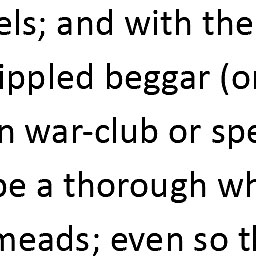 els; and with the
ippled beggar (or
n war-club or spe
be a thorough wh
meads; even so th